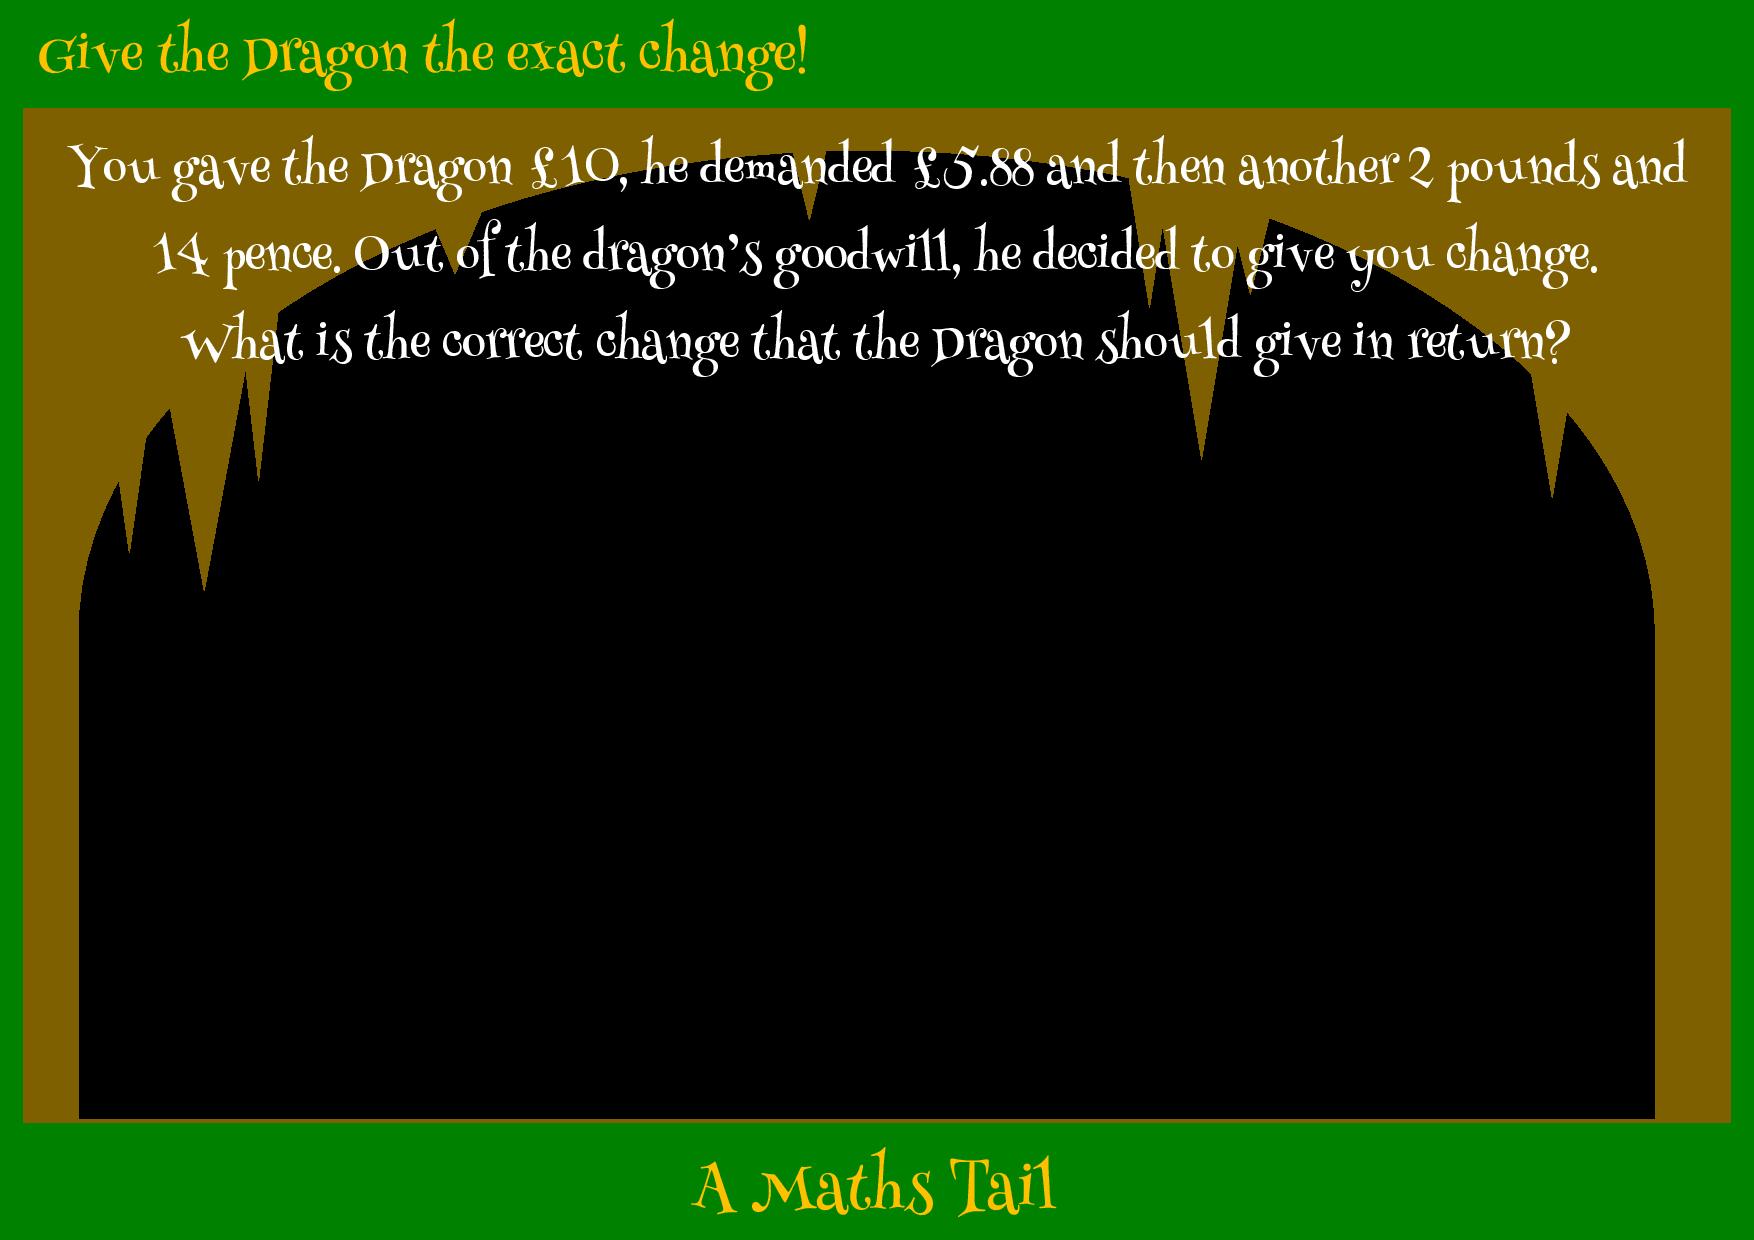 Give the Dragon the exact change!
You gave the Dragon £10, he demanded £5.88 and then another 2 pounds and
14 pence. Out of the dragon's goodwill, he decided to give you change.
What is the correct change that the Dragon should give in return?
A Maths Tail